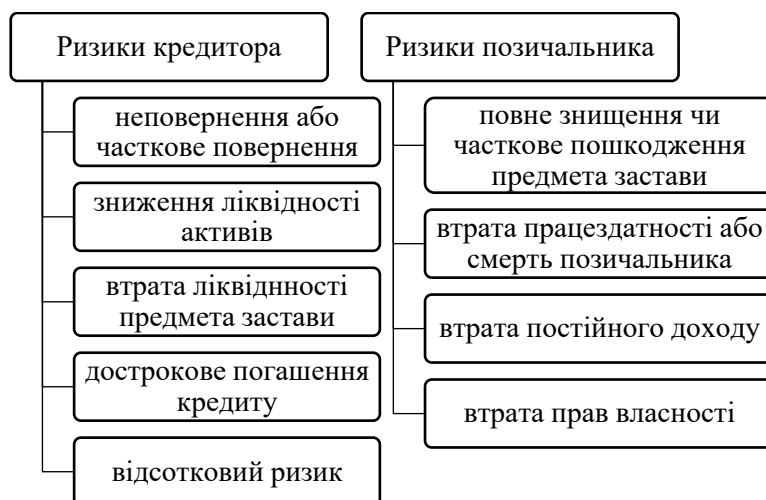 Ризики кредитора
неповернення або
часткове повернення
зниження ліквідності
активів
втрата ліквіднності
предмета застави
дострокове погашення
кредиту
відсотковий ризик
Ризики позичальника
повне знищення чи
часткове пошкодження
предмета застави
втрата працездатності або
смерть позичальника
втрата постійного доходу
втрата прав власності